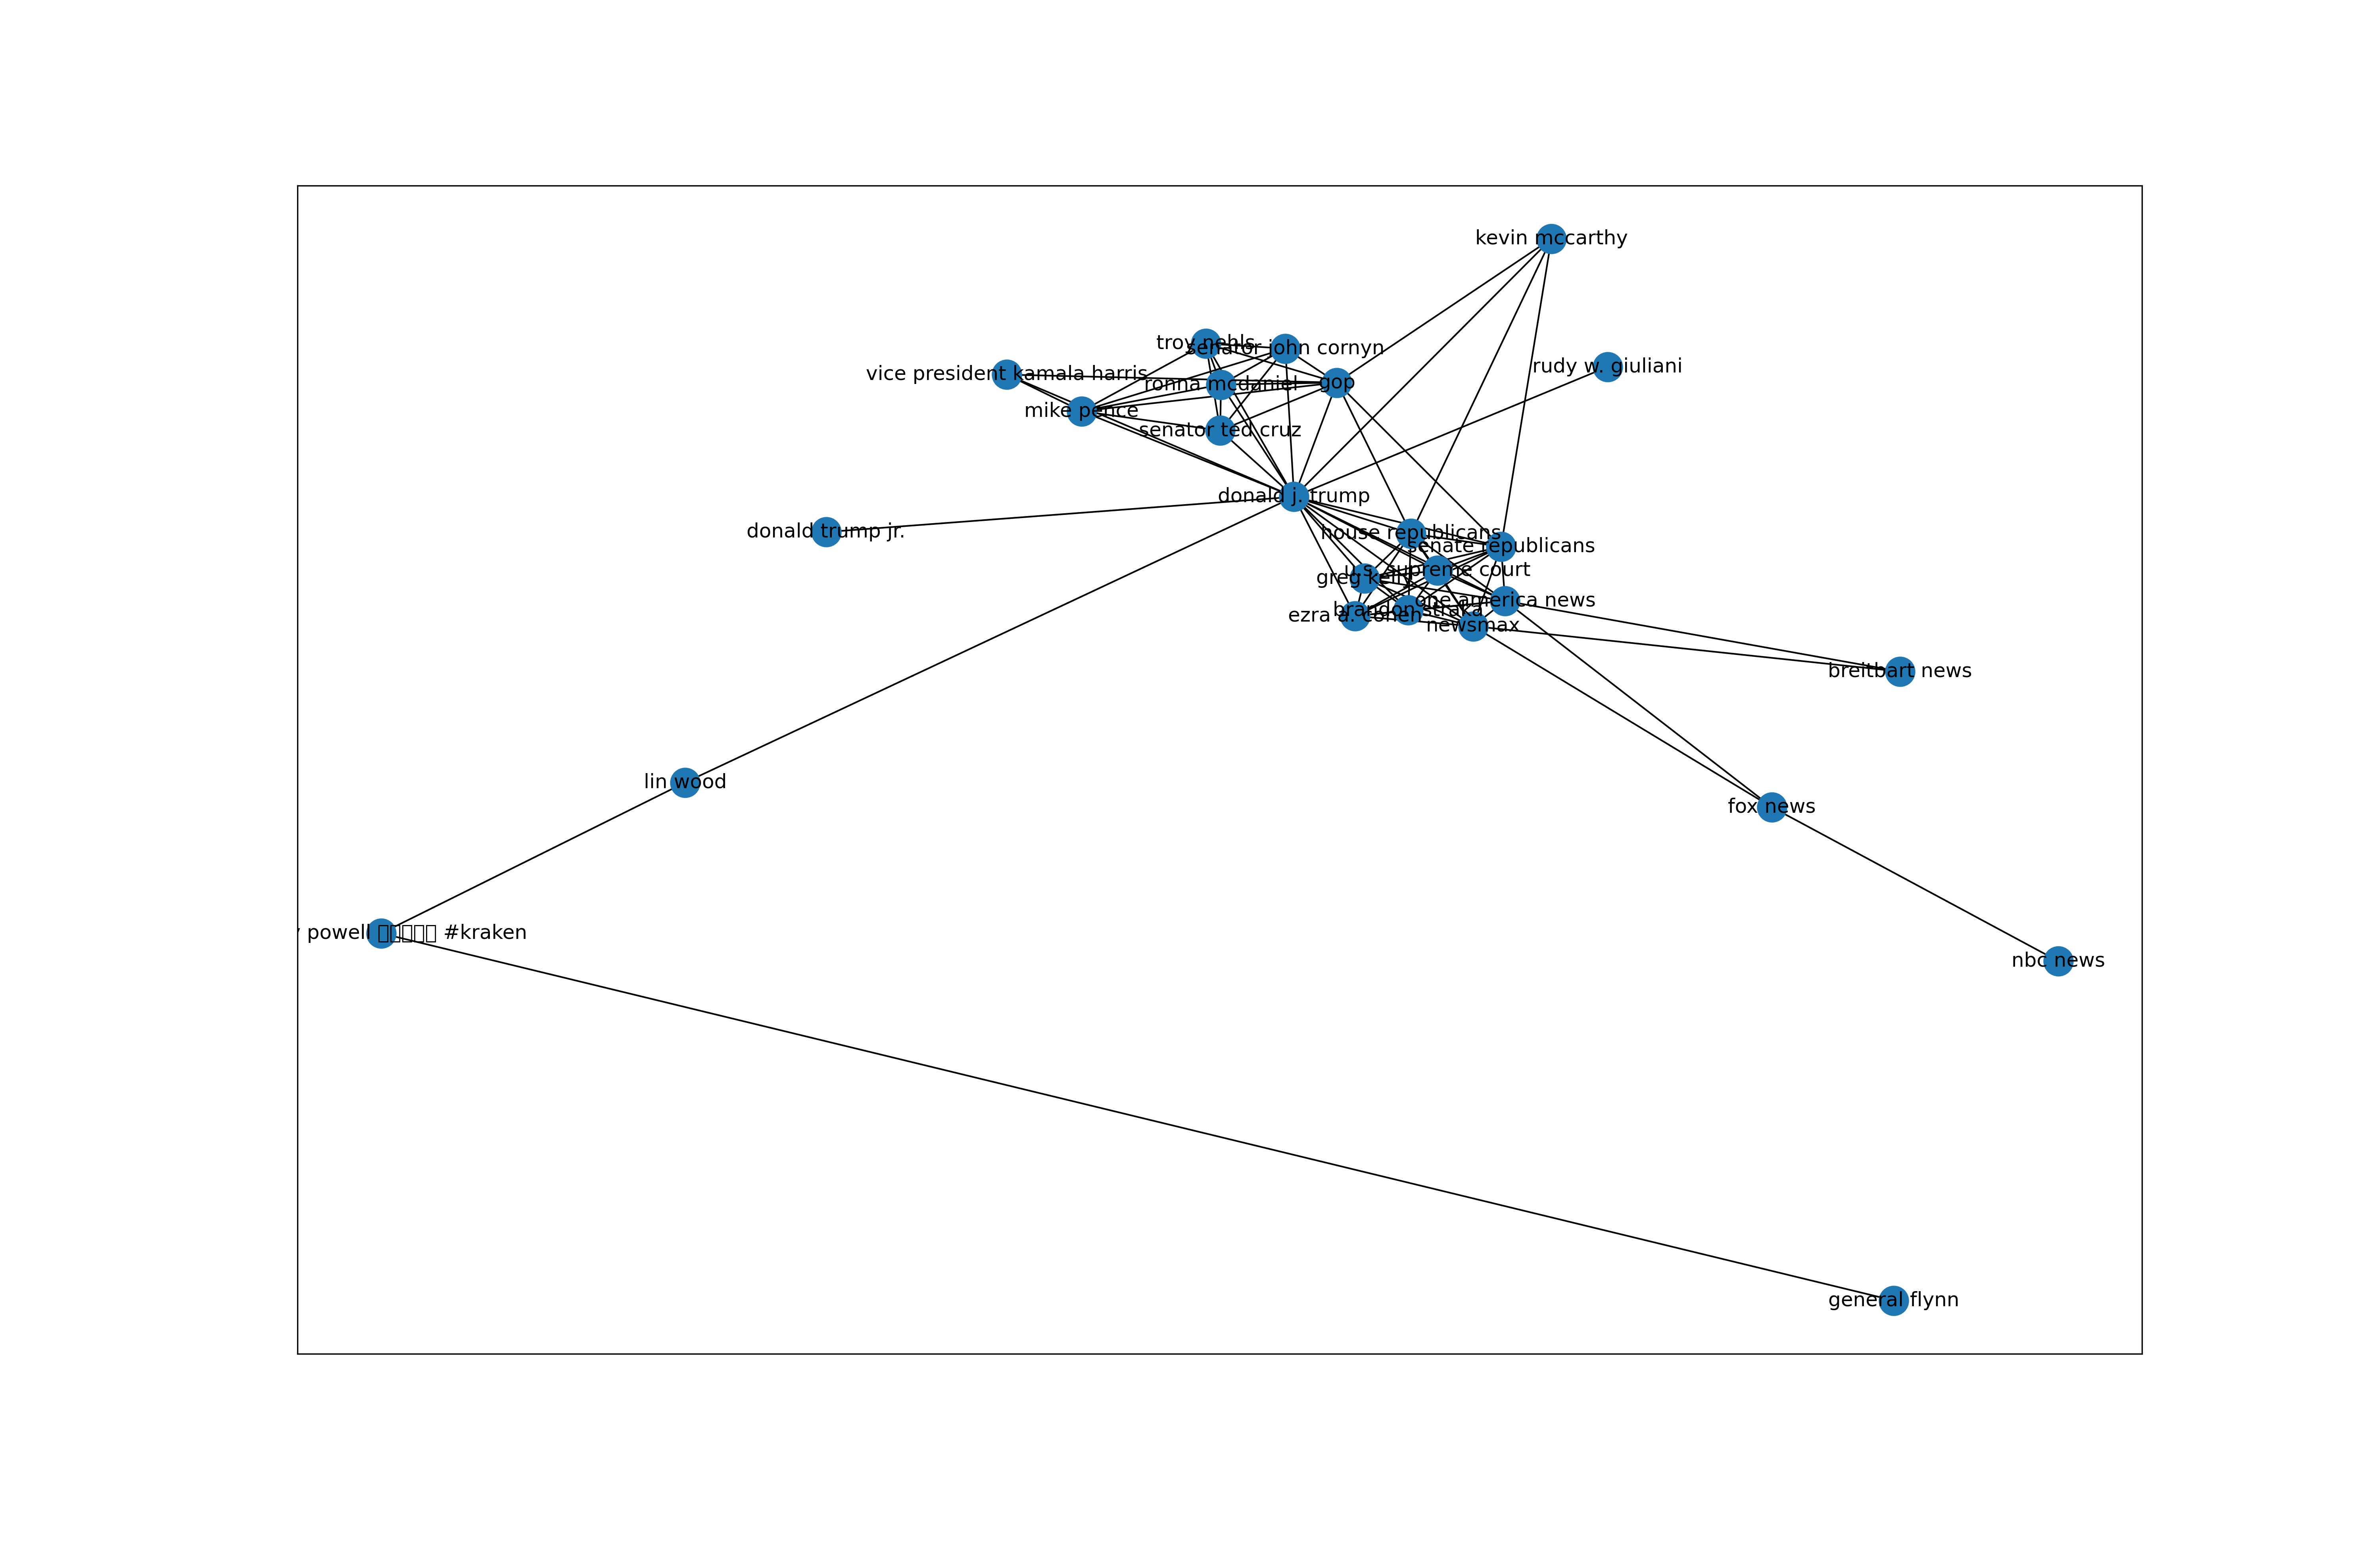 kevin mccarthy
troy nehls
senator john cornyn
rudy w. giuliani
vice president kamala harris
ronna mcdaniel
gop
mike pence
senator ted cruz
donald j. trump
donald trump jr.
house republicans
senate republicans
u.s. supreme court
greg kelly
one america news
brandon straka
ezra a. cohen
newsmax
breitbart news
lin wood
fox news
powell #kraken
nbc news
general flynn